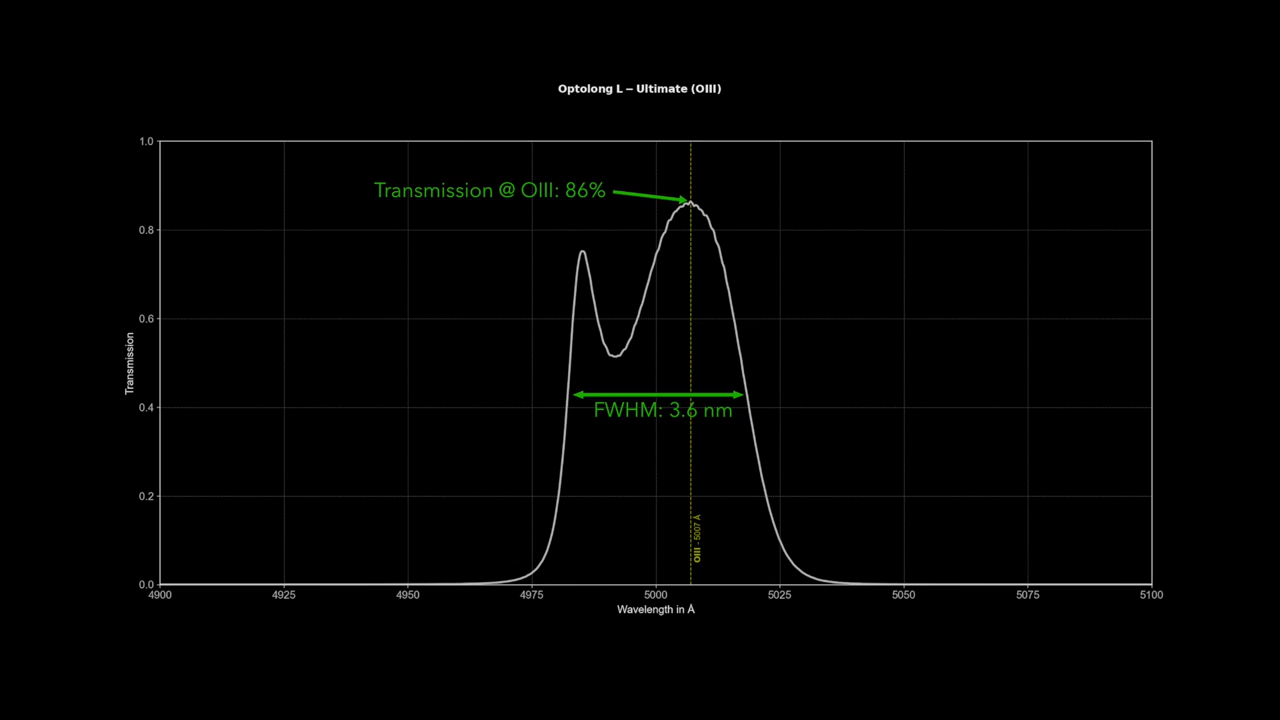 Optolong L – Ultimate (OIII)
1.0
Transmission @ OIII: 86%
0.8
0.6
Transmission
FWHM: 3.6 nm
0.4
0.2
OIII - 5007 Å
0.0
4900 4925 4950 4975 5000 5025 5050 5075 5100
Wavelength in Å